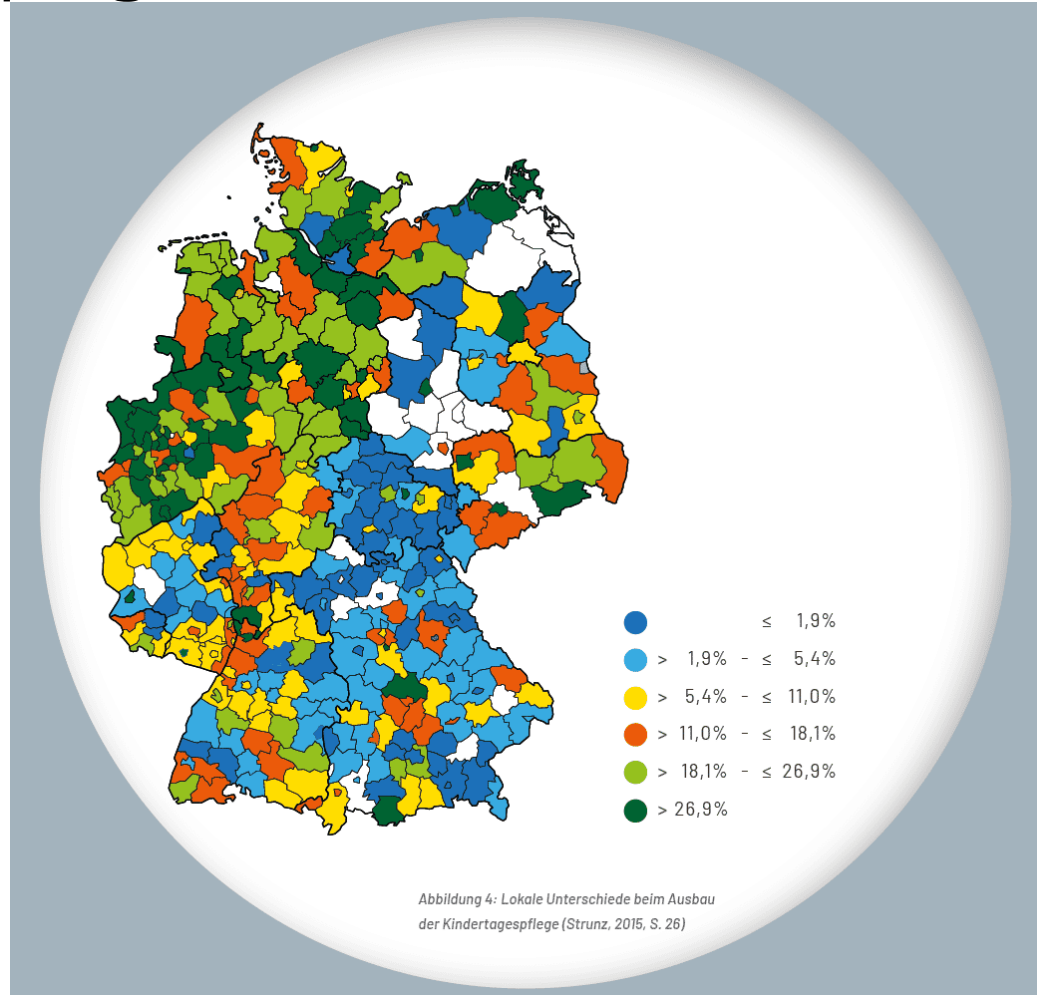 ≤ 1,9%
> 1,9% - ≤ 5,4%
> 5,4% - ≤ 11,0%
> 11,0% - ≤ 18,1%
> 18,1% - ≤ 26,9%
> 26,9%
Abbildung 4: Lokale Unterschiede beim Ausbau
der Kindertagespflege (Strunz, 2015, S. 26)